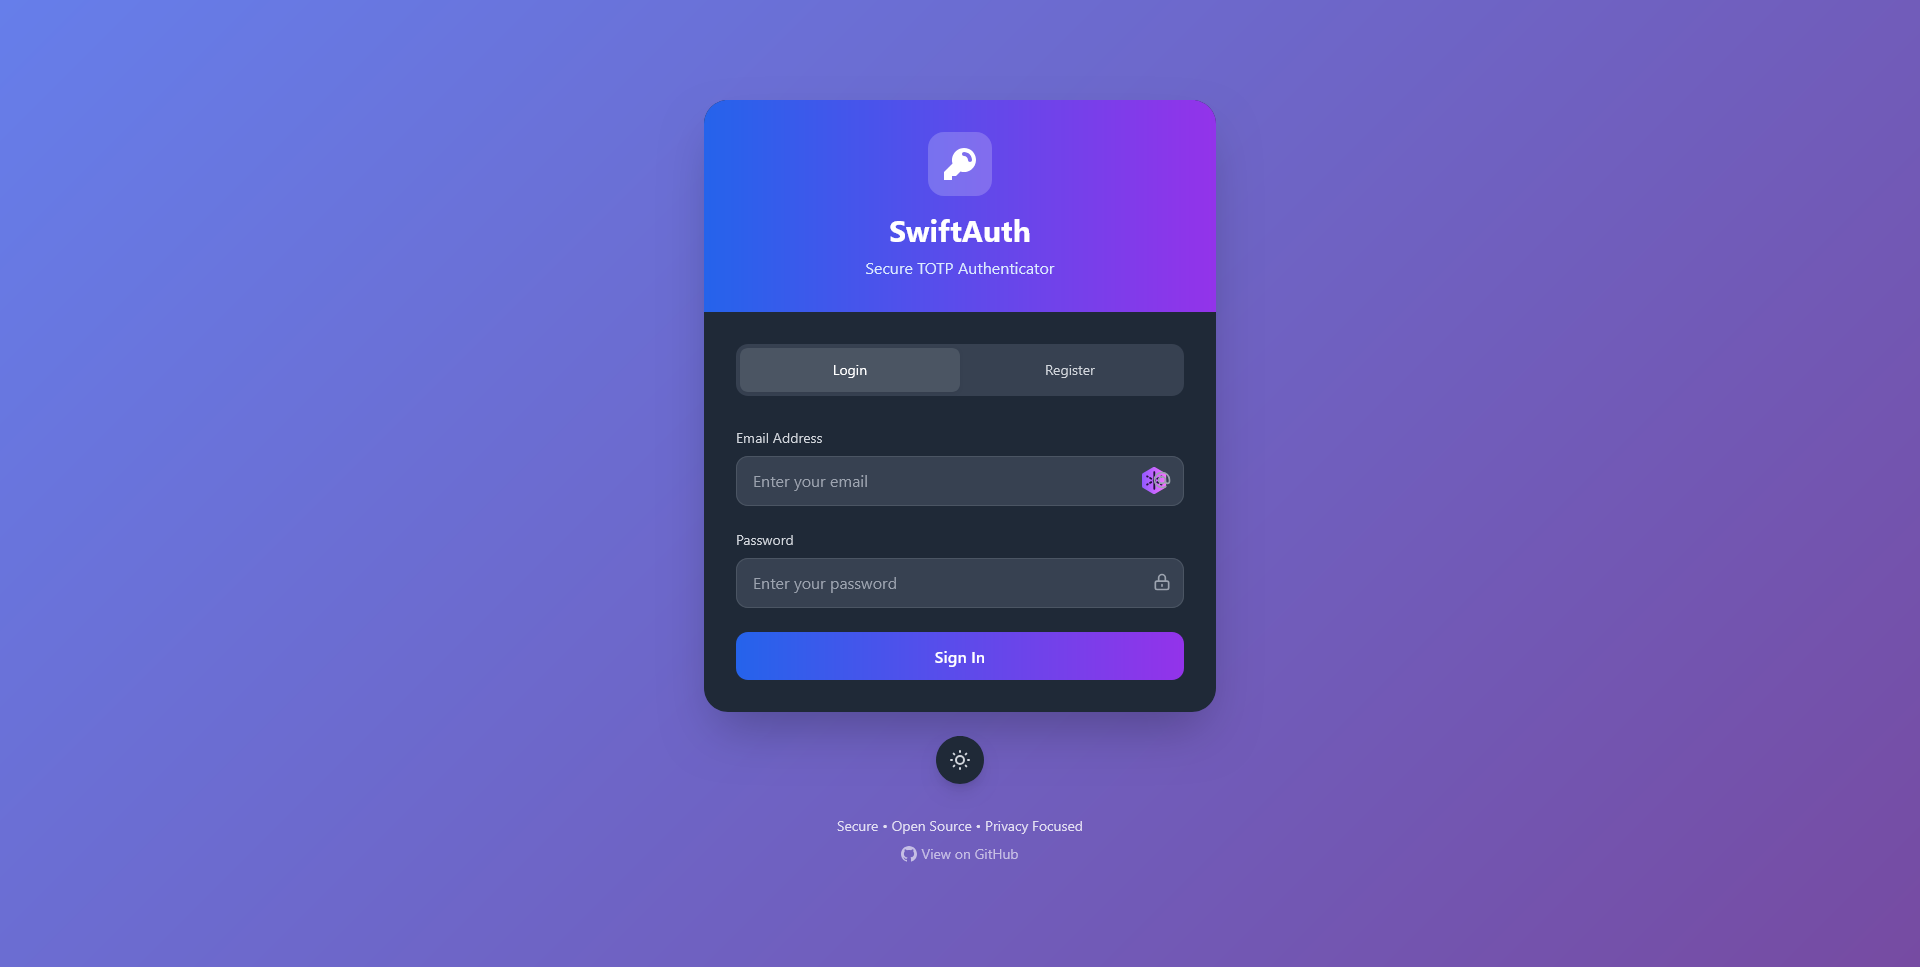 SwiftAuth
Secure TOTP Authenticator
Login
Register
Email Address
Enter your email
Password
Enter your password
Sign In
Secure • Open Source • Privacy Focused
View on GitHub